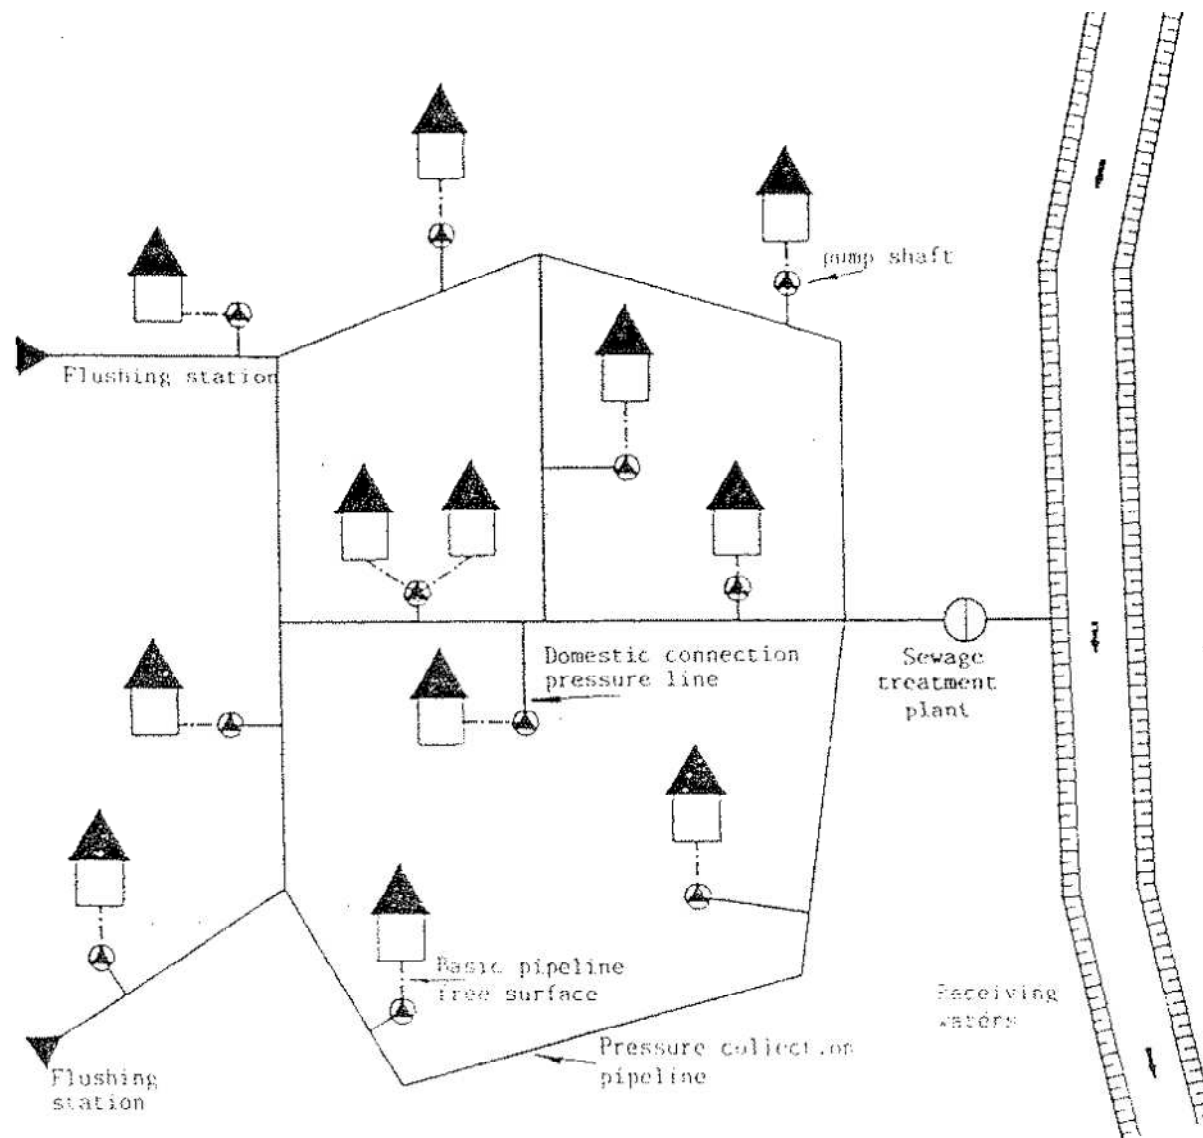 pump shaft
Flushing station
Domestic connection
pressure line
Sewage
treatment
plant
Basic pipeline
free surface
Receiving
waters
Pressure collection
pipeline
Flushing
station